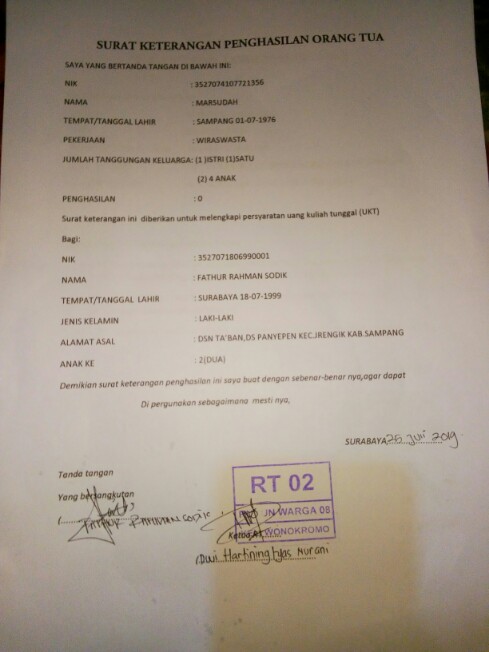 SURAT KETERANGAN PENGHASILAN ORANG TUA
SAYA YANG BERTANDA TANGAN DI BAWAH INI:
NIK : 3527074107721356
NAMA : MARSUDAH
TEMPAT/TANGGAL LAHIR : SAMPANG 01-07-1976
PEKERJAAN : WIRASWASTA
JUMLAH TANGGUNGAN KELUARGA: (1 )ISTRI (1)SATU
(2) 4 ANAK
PENGHASILAN : 0
Surat keterangan ini diberikan untuk melengkapi persyaratan uang kuliah tunggal (UKT)
Bagi:
NIK : 3527071806990001
NAMA : FATHUR RAHMAN SODIK
TEMPAT/TANGGAL LAHIR : SURABAYA 18-07-1999
JENIS KELAMIN : LAKI-LAKI
ALAMAT ASAL : DSN TA'BAN,DS PANYEPEN KEC.JRENGIK KAB.SAMPANG
ANAK KE : 2(DUA)
Demikian surat keterangan penghasilan ini saya buat dengan sebenar-benar nya,agar dapat
Di pergunakan sebagaimana mesti nya,
SURABAYA,25 Juli 2019
Tanda tangan
Yang bersangkutan
RT 02
JN WARGA 08
WONOKROMO
Ketua
FATHUR RAHMAN SODIK
Dwi Hartining Nurani